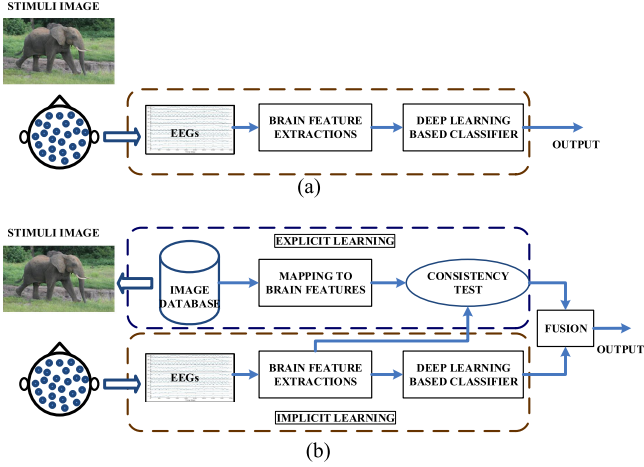 STIMULI IMAGE
EEGs
BRAIN FEATURE
EXTRACTIONS
DEEP LEARNING
BASED CLASSIFIER
OUTPUT
(a)
STIMULI IMAGE
EXPLICIT LEARNING
IMAGE
DATABASE
MAPPING TO
BRAIN FEATURES
CONSISTENCY
TEST
FUSION
OUTPUT
EEGs
BRAIN FEATURE
EXTRACTIONS
DEEP LEARNING
BASED CLASSIFIER
IMPLICIT LEARNING
(b)